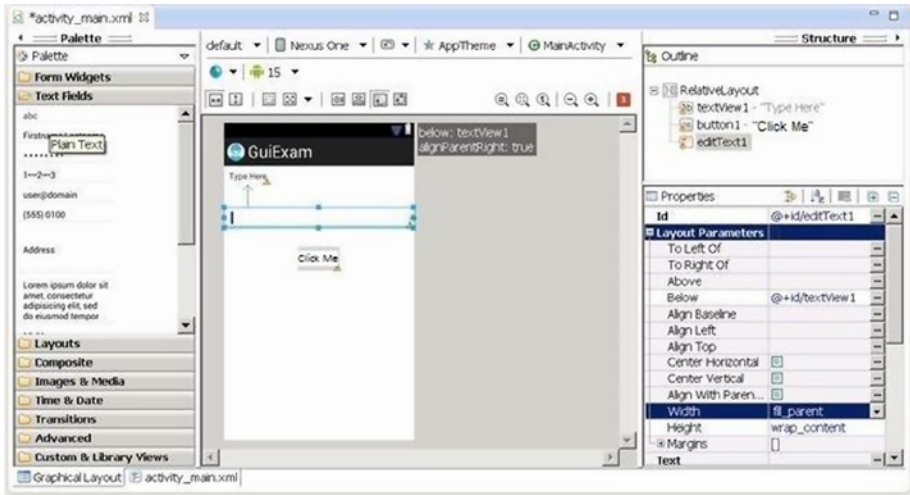 *activity_main.xml
Palette
Palette
Form Widgets
Text Fields
abc
Plain Text
1--2--3
user@domain
(555) 0100
Address
Lorem ipsum dolor sit
amet, consectetur
adipisicing elit, sed
do eiusmod tempor
Layouts
Composite
Images & Media
Time & Date
Transitions
Advanced
Custom & Library Views
Graphical Layout
activity_main.xml
default
Nexus One
AppTheme
MainActivity
15
below: textView1
alignParentRight: true
GuiExam
Type Here
Click Me
Structure
Outline
RelativeLayout
textView1 - "Type Here"
button1 - "Click Me"
editText1
Properties
Id @+id/editText1
Layout Parameters
To Left Of
To Right Of
Above
Below @+id/textView1
Align Baseline
Align Left
Align Top
Center Horizontal
Center Vertical
Align With Paren...
Width fill_parent
Height wrap_content
Margins []
Text